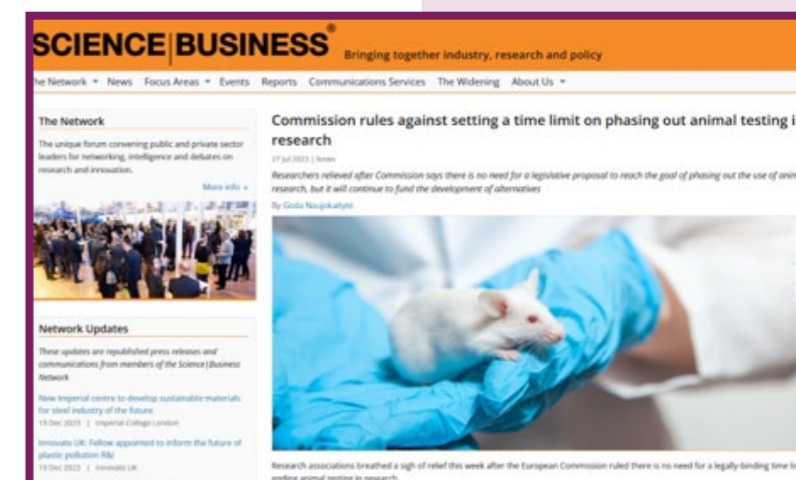 SCIENCE|BUSINESS®
Bringing together industry, research and policy
he Network News Focus Areas Events Reports Communications Services The Widening About Us
The Network
The unique forum convening public and private sector
leaders for networking, intelligence and debates on
research and innovation.
More info »
Network Updates
These updates are republished press releases and
communications from members of the Science|Business
Network
New Imperial centre to develop sustainable materials
for steel industry of the future
19 Dec 2023 | Imperial College London
Innovate UK: Fellow appointed to inform the future of
plastic pollution R&I
19 Dec 2023 | Innovate UK
Commission rules against setting a time limit on phasing out animal testing i
research
27 Jul 2023 | News
Researchers relieved after Commission says there is no need for a legislative proposal to reach the goal of phasing out the use of anim
research, but it will continue to fund the development of alternatives
By Goda Naujokaitytė
Research associations breathed a sigh of relief this week after the European Commission ruled there is no need for a legally-binding time li
ending animal testing in research.